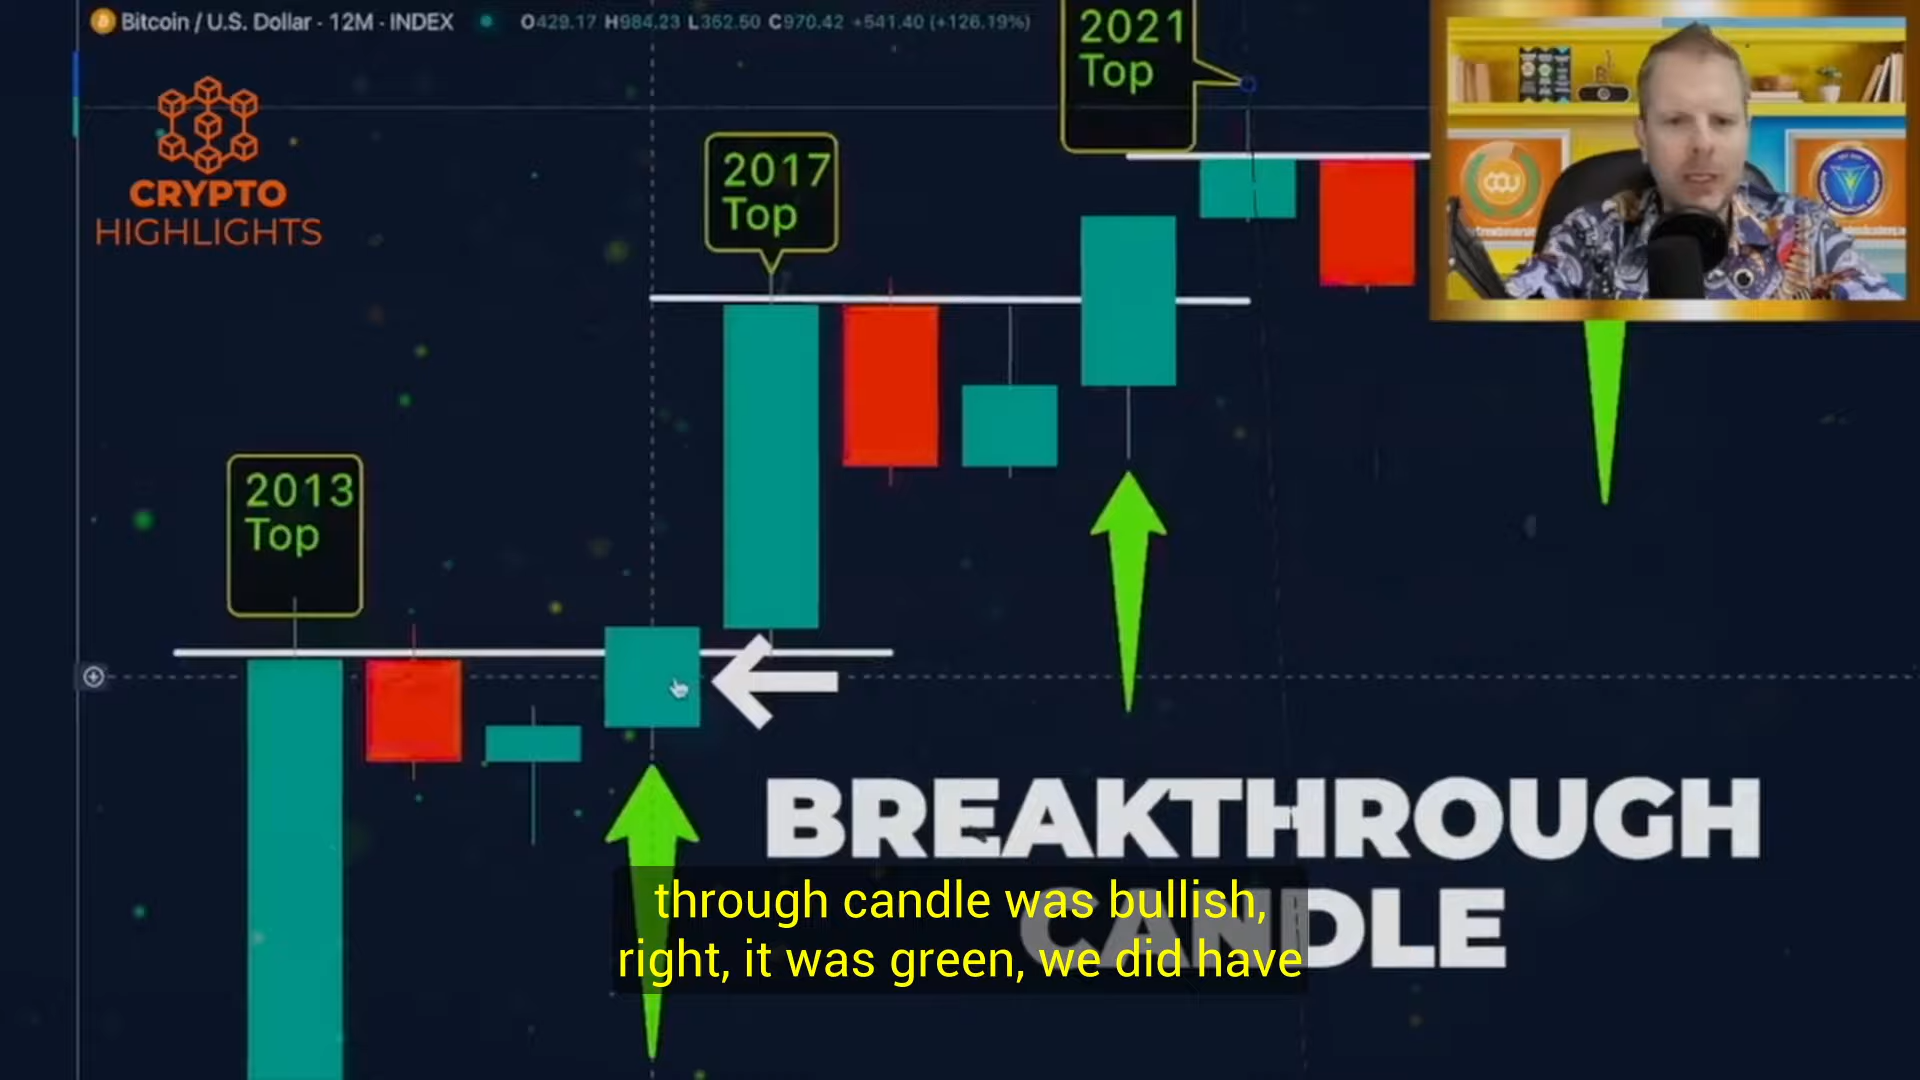 Bitcoin / U.S. Dollar · 12M · INDEX O429.17 H984.23 L352.50 C970.42 +541.40 (+126.19%)
2021
Top
CRYPTO
HIGHLIGHTS
2017
Top
2013
Top
BREAKTHROUGH
CANDLE
through candle was bullish,
right, it was green, we did have